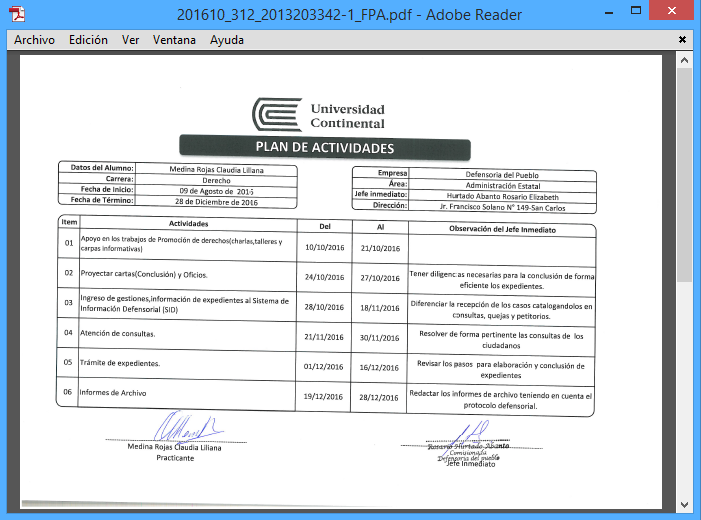 201610_312_2013203342-1_FPA.pdf - Adobe Reader
Archivo Edición Ver Ventana Ayuda
Universidad
Continental
PLAN DE ACTIVIDADES
Datos del Alumno: Medina Rojas Claudia Liliana
Carrera: Derecho
Fecha de Inicio: 09 de Agosto de 2016
Fecha de Término: 28 de Diciembre de 2016
Empresa Defensoria del Pueblo
Área: Administración Estatal
Jefe inmediato: Hurtado Abanto Rosario Elizabeth
Dirección: Jr. Francisco Solano N° 149-San Carlos
Item Actividades Del Al Observación del Jefe Inmediato
01 Apoyo en los trabajos de Promoción de derechos(charlas,talleres y
carpas informativas) 10/10/2016 21/10/2016
02 Proyectar cartas(Conclusión) y Oficios. 24/10/2016 27/10/2016 Tener diligencias necesarias para la conclusión de forma
eficiente los expedientes.
03 Ingreso de gestiones,información de expedientes al Sistema de
Información Defensorial (SID) 28/10/2016 18/11/2016 Diferenciar la recepción de los casos catalogandolos en
consultas, quejas y petitorios.
04 Atención de consultas. 21/11/2016 30/11/2016 Resolver de forma pertinente las consultas de los
ciudadanos
05 Trámite de expedientes. 01/12/2016 16/12/2016 Revisar los pasos para elaboración y conclusión de
expedientes
06 Informes de Archivo 19/12/2016 28/12/2016 Redactar los informes de archivo teniendo en cuenta el
protocolo defensorial.
Medina Rojas Claudia Liliana
Practicante
Rosario Hurtado Abanto
Comisionada
Defensoria del pueblo
Jefe Inmediato